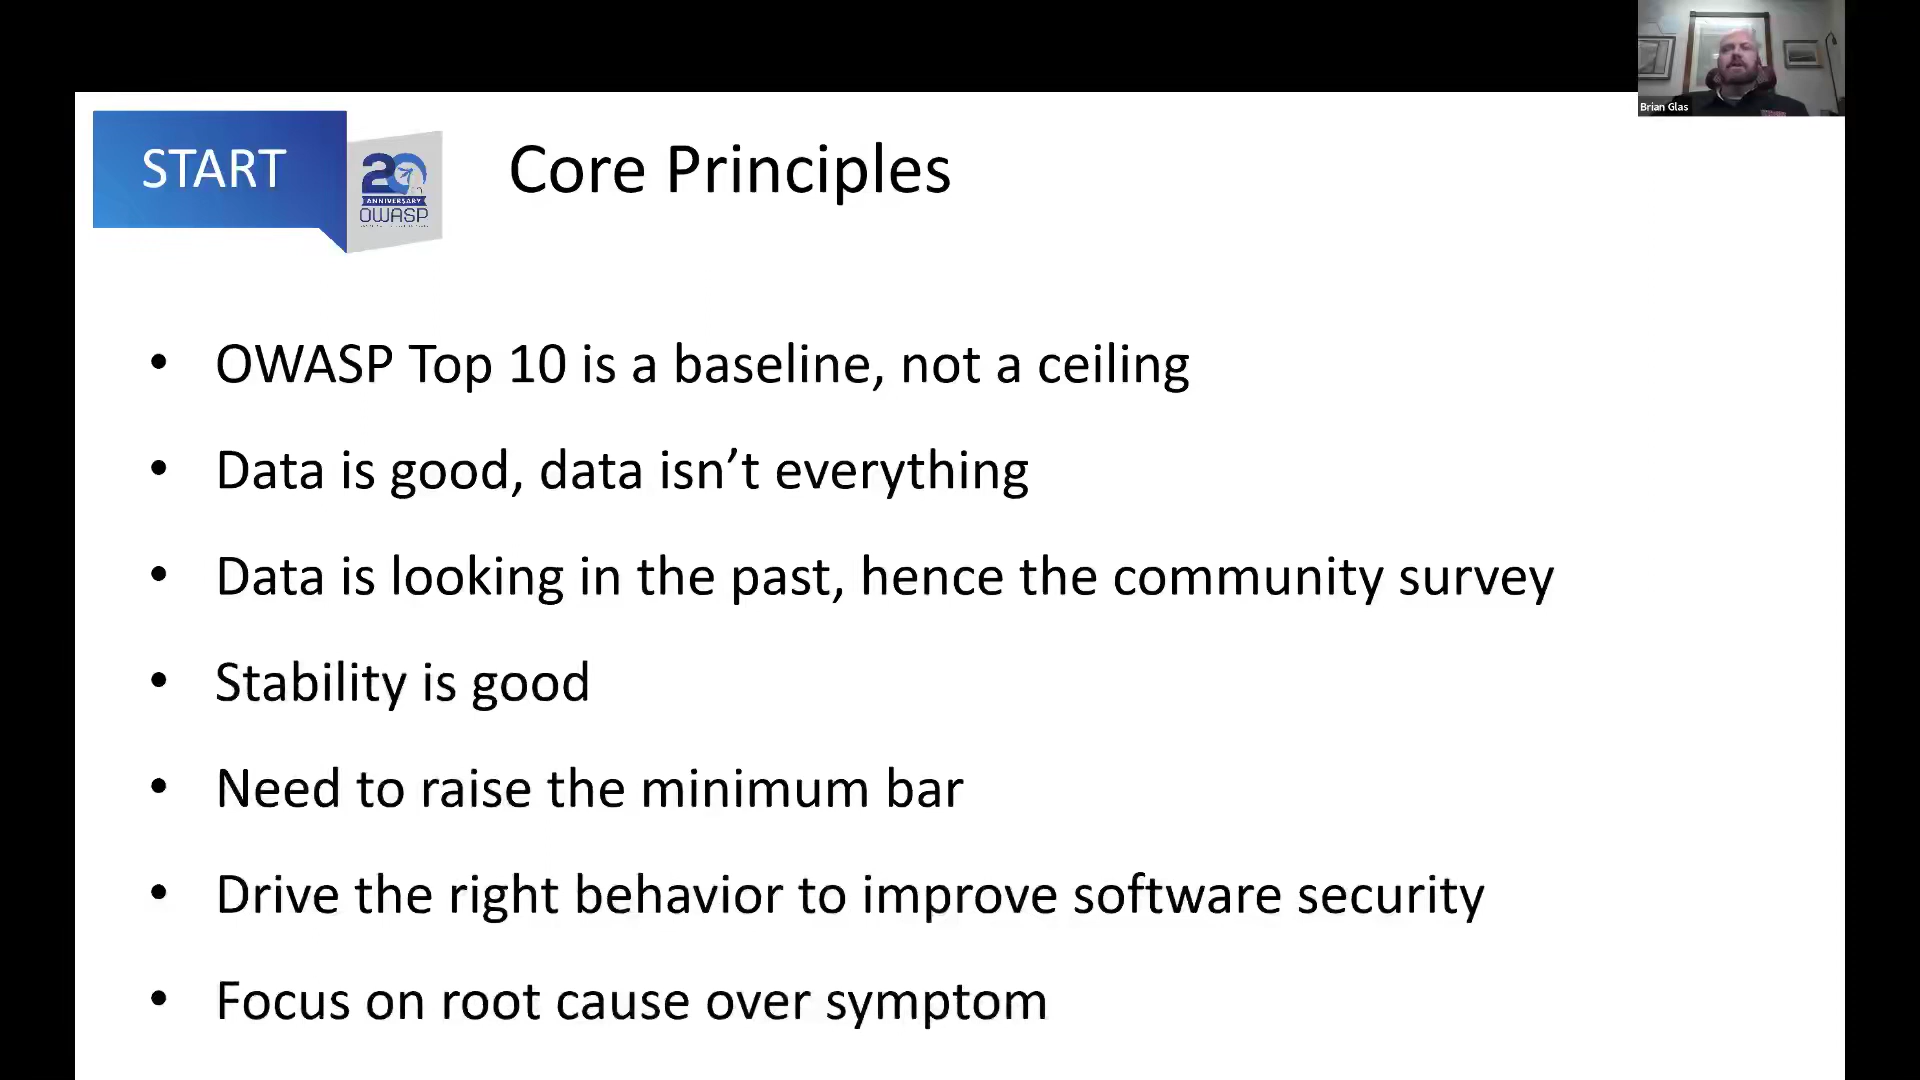 Brian Glas
START
20
th
ANNIVERSARY
OWASP
Core Principles
• OWASP Top 10 is a baseline, not a ceiling
• Data is good, data isn’t everything
• Data is looking in the past, hence the community survey
• Stability is good
• Need to raise the minimum bar
• Drive the right behavior to improve software security
• Focus on root cause over symptom